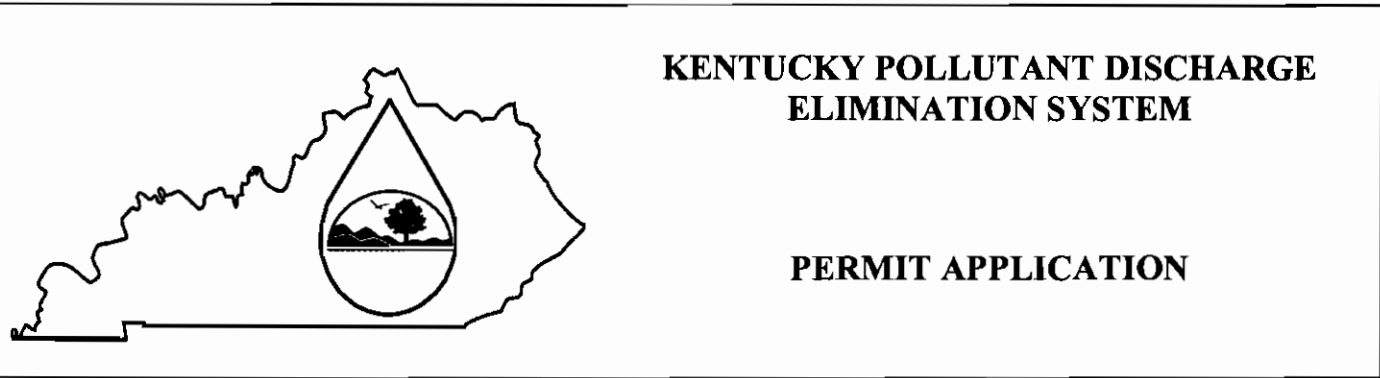 KENTUCKY POLLUTANT DISCHARGE
ELIMINATION SYSTEM
PERMIT APPLICATION